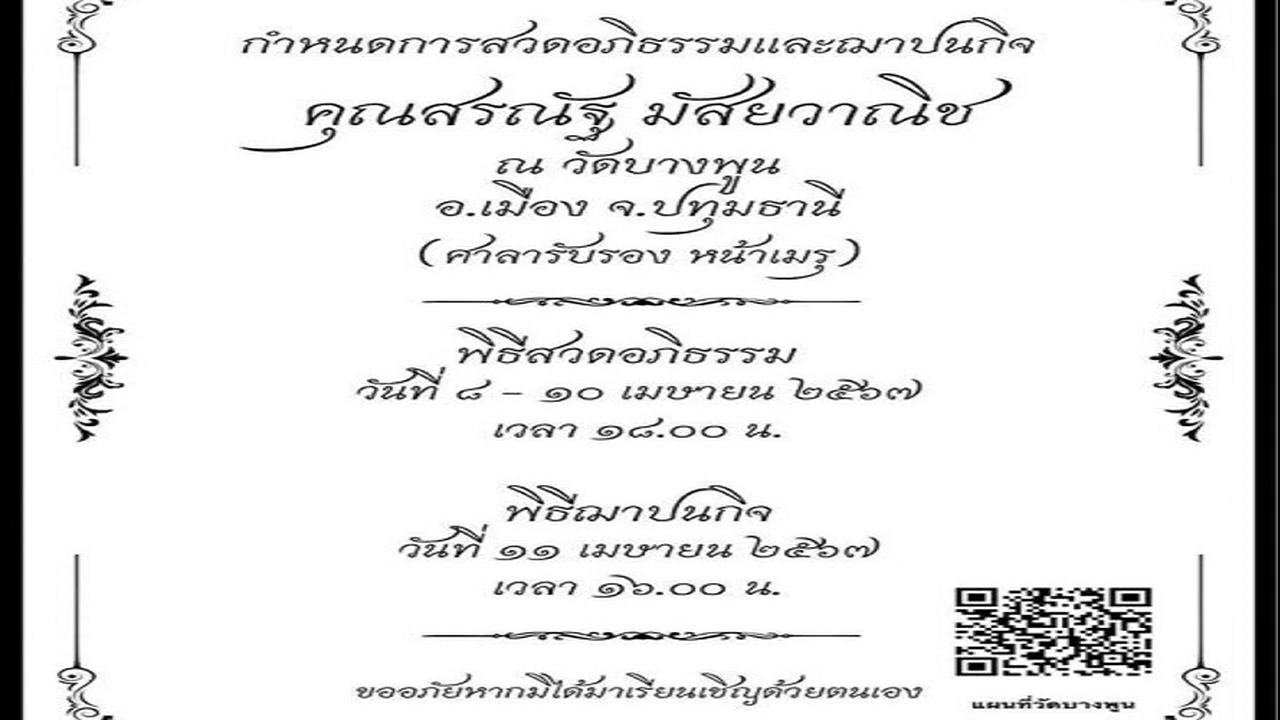 กำหนดการสวดอภิธรรมและฌาปนกิจ
คุณสรณัฐ มัสยวาณิช
ณ วัดบางพูน
อ.เมือง จ.ปทุมธานี
(ศาลารับรอง หน้าเมรุ)
พิธีสวดอภิธรรม
วันที่ ๘ - ๑๐ เมษายน ๒๕๖๗
เวลา ๑๘.๐๐ น.
พิธีฌาปนกิจ
วันที่ ๑๑ เมษายน ๒๕๖๗
เวลา ๑๖.๐๐ น.
ขออภัยหากมิได้มาเรียนเชิญด้วยตนเอง
แผนที่วัดบางพูน